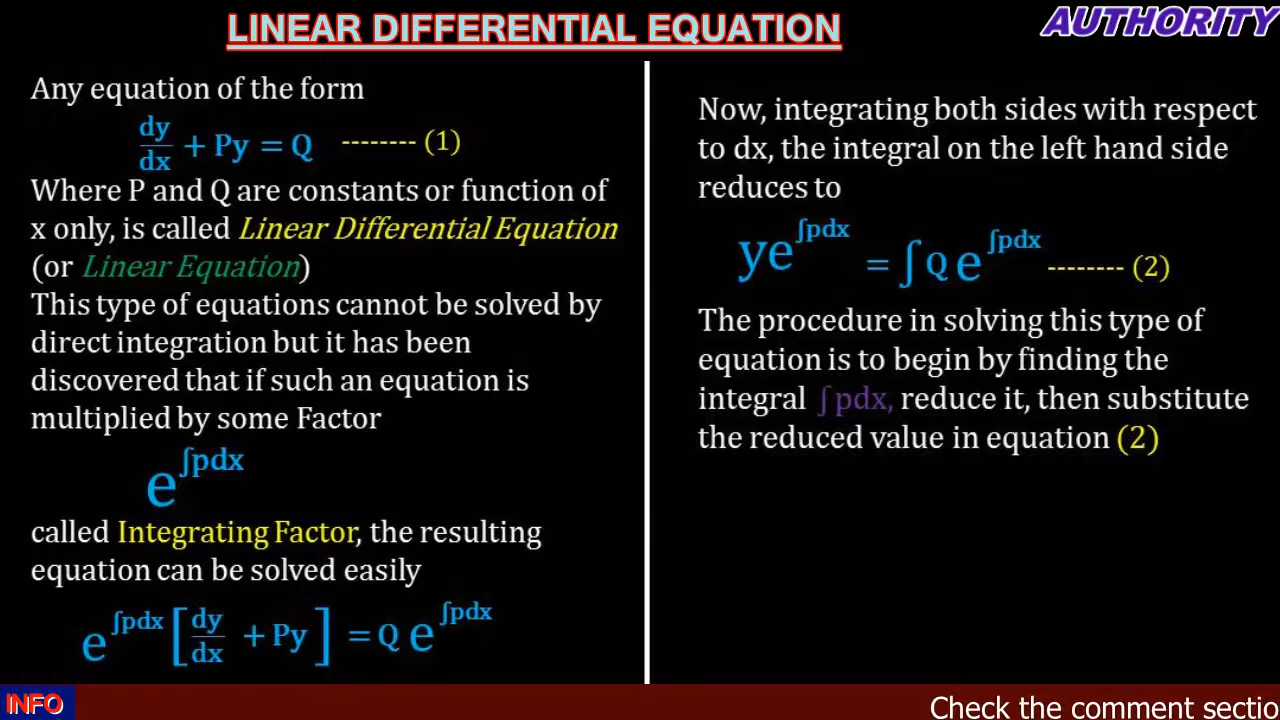 LINEAR DIFFERENTIAL EQUATION
AUTHORITY
Any equation of the form
dy/dx + Py = Q -------- (1)
Where P and Q are constants or function of
x only, is called Linear Differential Equation
(or Linear Equation)
This type of equations cannot be solved by
direct integration but it has been
discovered that if such an equation is
multiplied by some Factor
e^∫pdx
called Integrating Factor, the resulting
equation can be solved easily
e^∫pdx [dy/dx + Py] = Q e^∫pdx
Now, integrating both sides with respect
to dx, the integral on the left hand side
reduces to
ye^∫pdx = ∫ Q e^∫pdx -------- (2)
The procedure in solving this type of
equation is to begin by finding the
integral ∫pdx, reduce it, then substitute
the reduced value in equation (2)
INFO
Check the comment sectio